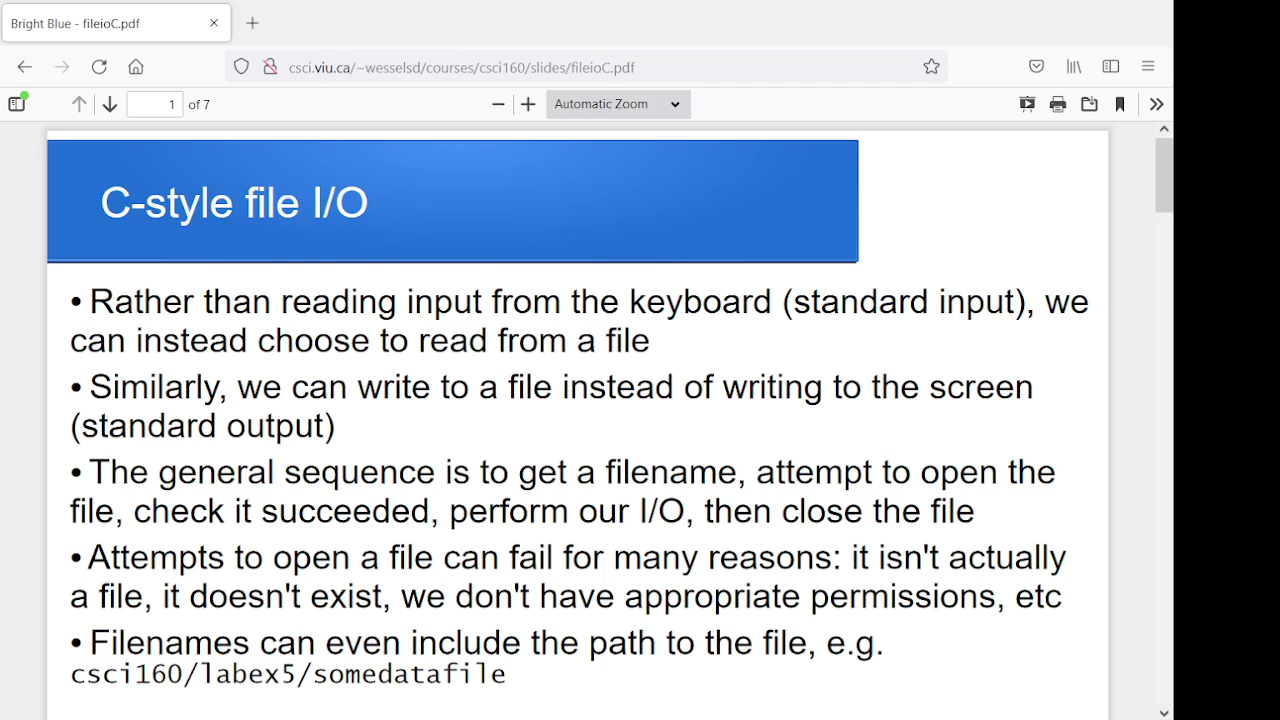 Bright Blue - fileioC.pdf
csci.viu.ca/~wesselsd/courses/csci160/slides/fileioC.pdf
1 of 7
Automatic Zoom
C-style file I/O
• Rather than reading input from the keyboard (standard input), we
can instead choose to read from a file
• Similarly, we can write to a file instead of writing to the screen
(standard output)
• The general sequence is to get a filename, attempt to open the
file, check it succeeded, perform our I/O, then close the file
• Attempts to open a file can fail for many reasons: it isn't actually
a file, it doesn't exist, we don't have appropriate permissions, etc
• Filenames can even include the path to the file, e.g.
csci160/labex5/somedatafile